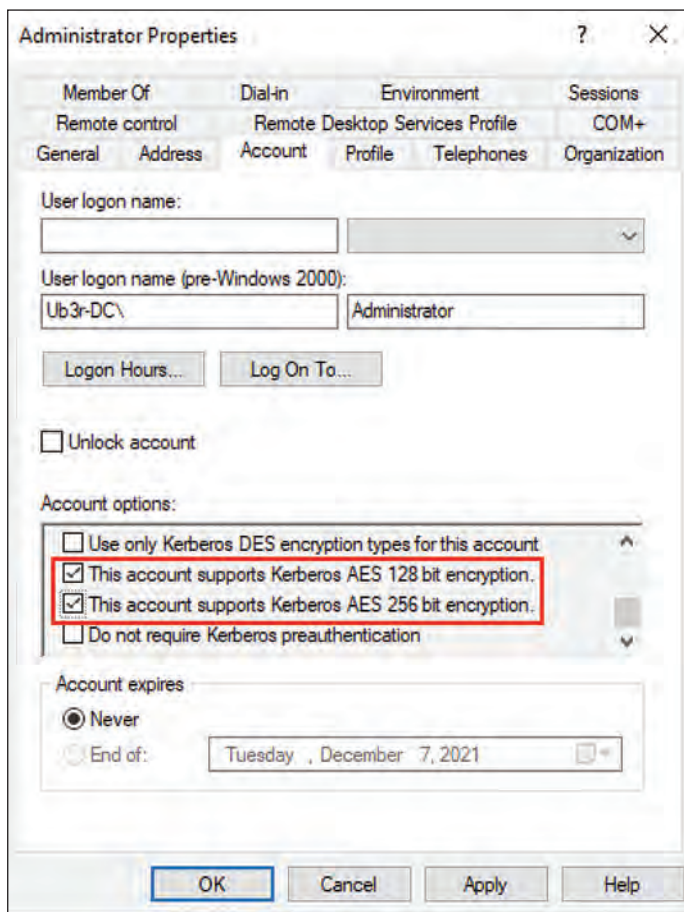 Administrator Properties ? ×
Member Of Dial-in Environment Sessions
Remote control Remote Desktop Services Profile COM+
General Address Account Profile Telephones Organization
User logon name:
User logon name (pre-Windows 2000):
Ub3r-DC\ Administrator
Logon Hours... Log On To...
Unlock account
Account options:
Use only Kerberos DES encryption types for this account
This account supports Kerberos AES 128 bit encryption.
This account supports Kerberos AES 256 bit encryption.
Do not require Kerberos preauthentication
Account expires
Never
End of: Tuesday , December 7, 2021
OK Cancel Apply Help